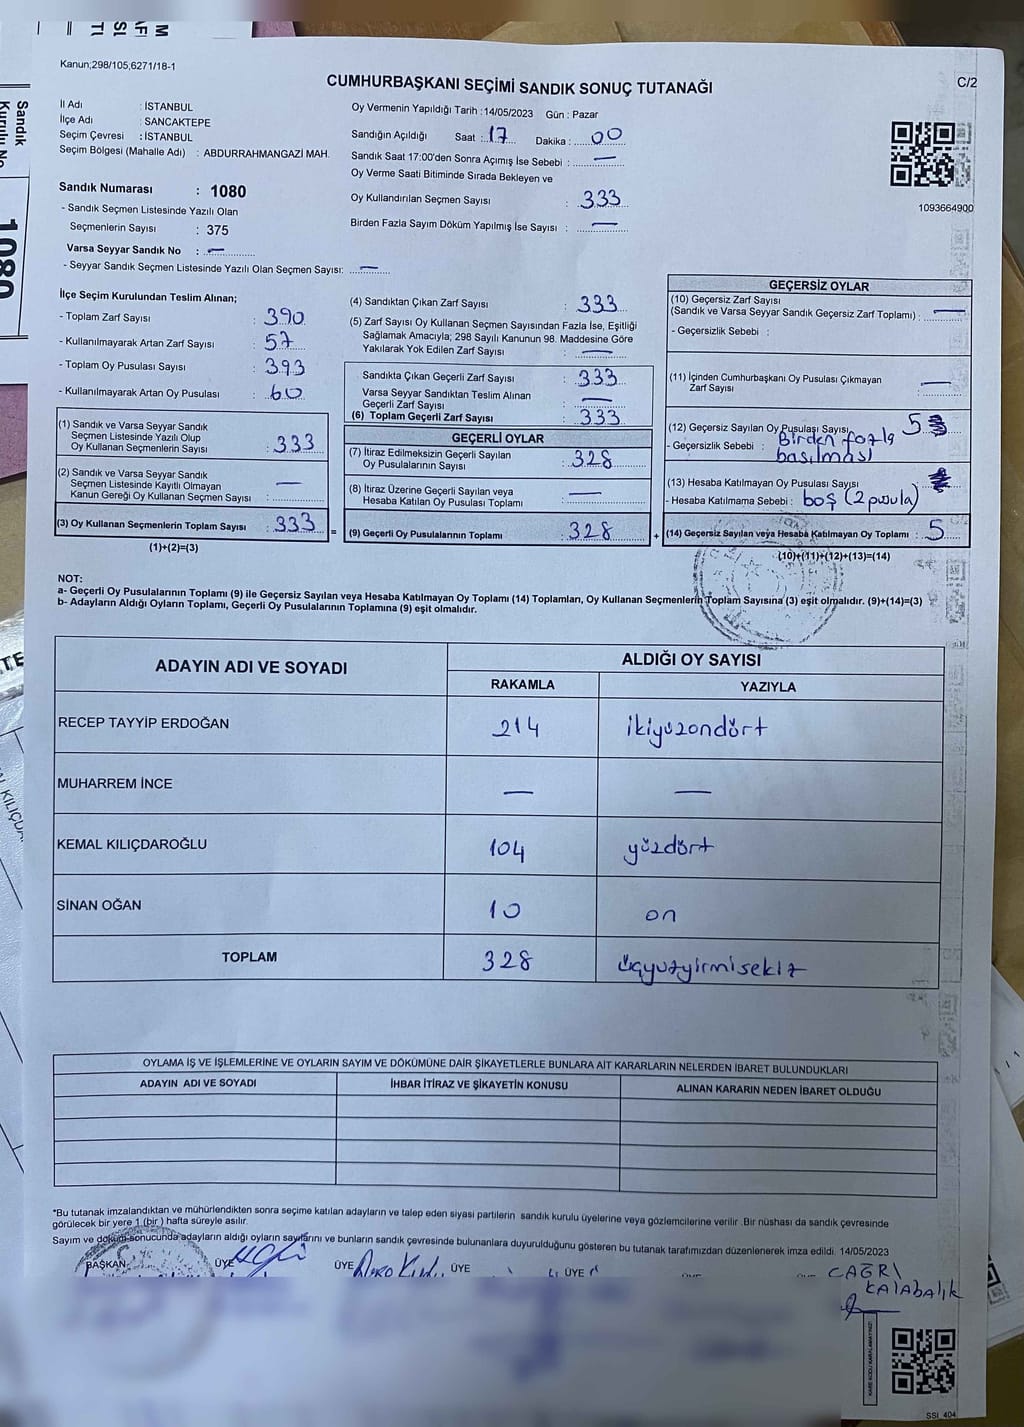 Kanun;298/105,6271/18-1
CUMHURBAŞKANI SEÇİMİ SANDIK SONUÇ TUTANAĞI
C/2
İl Adı : İSTANBUL
İlçe Adı : SANCAKTEPE
Seçim Çevresi : İSTANBUL
Seçim Bölgesi (Mahalle Adı) : ABDURRAHMANGAZİ MAH.
Oy Vermenin Yapıldığı Tarih : 14/05/2023 Gün : Pazar
Sandığın Açıldığı Saat : 17 Dakika : 00
Sandık Saat 17:00'den Sonra Açımış İse Sebebi : —
Oy Verme Saati Bitiminde Sırada Bekleyen ve
Oy Kullandırılan Seçmen Sayısı : 333
Birden Fazla Sayım Döküm Yapılmış İse Sayısı : —
1093664900
Sandık Numarası : 1080
- Sandık Seçmen Listesinde Yazılı Olan
Seçmenlerin Sayısı : 375
Varsa Seyyar Sandık No : —
- Seyyar Sandık Seçmen Listesinde Yazılı Olan Seçmen Sayısı: —
İlçe Seçim Kurulundan Teslim Alınan;
- Toplam Zarf Sayısı : 390
- Kullanılmayarak Artan Zarf Sayısı : 57
- Toplam Oy Pusulası Sayısı : 393
- Kullanılmayarak Artan Oy Pusulası : 60
(1) Sandık ve Varsa Seyyar Sandık
Seçmen Listesinde Yazılı Olup
Oy Kullanan Seçmenlerin Sayısı : 333
(2) Sandık ve Varsa Seyyar Sandık
Seçmen Listesinde Kayıtlı Olmayan
Kanun Gereği Oy Kullanan Seçmen Sayısı : —
(3) Oy Kullanan Seçmenlerin Toplam Sayısı : 333 =
(1)+(2)=(3)
(4) Sandıktan Çıkan Zarf Sayısı : 333
(5) Zarf Sayısı Oy Kullanan Seçmen Sayısından Fazla İse, Eşitliği
Sağlamak Amacıyla; 298 Sayılı Kanunun 98. Maddesine Göre
Yakılarak Yok Edilen Zarf Sayısı : —
Sandıkta Çıkan Geçerli Zarf Sayısı : 333
Varsa Seyyar Sandıktan Teslim Alınan
Geçerli Zarf Sayısı : —
(6) Toplam Geçerli Zarf Sayısı : 333
GEÇERLİ OYLAR
(7) İtiraz Edilmeksizin Geçerli Sayılan
Oy Pusulalarının Sayısı : 328
(8) İtiraz Üzerine Geçerli Sayılan veya
Hesaba Katılan Oy Pusulası Toplamı : —
(9) Geçerli Oy Pusulalarının Toplamı : 328 +
GEÇERSİZ OYLAR
(10) Geçersiz Zarf Sayısı
(Sandık ve Varsa Seyyar Sandık Geçersiz Zarf Toplamı) : —
- Geçersizlik Sebebi :
(11) İçinden Cumhurbaşkanı Oy Pusulası Çıkmayan
Zarf Sayısı : —
(12) Geçersiz Sayılan Oy Pusulası Sayısı 5
- Geçersizlik Sebebi : Birden fazla
basılması
(13) Hesaba Katılmayan Oy Pusulası Sayısı
- Hesaba Katılmama Sebebi : boş (2 pusula)
(14) Geçersiz Sayılan veya Hesaba Katılmayan Oy Toplamı : 5
(10)+(11)+(12)+(13)=(14)
NOT:
a- Geçerli Oy Pusulalarının Toplamı (9) ile Geçersiz Sayılan veya Hesaba Katılmayan Oy Toplamı (14) Toplamları, Oy Kullanan Seçmenlerin Toplam Sayısına (3) eşit olmalıdır. (9)+(14)=(3)
b- Adayların Aldığı Oyların Toplamı, Geçerli Oy Pusulalarının Toplamına (9) eşit olmalıdır.
ADAYIN ADI VE SOYADI
ALDIĞI OY SAYISI
RAKAMLA YAZIYLA
RECEP TAYYİP ERDOĞAN 214 ikiyüzondört
MUHARREM İNCE — —
KEMAL KILIÇDAROĞLU 104 yüzdört
SİNAN OĞAN 10 on
TOPLAM 328 üçyüzyirmisekiz
OYLAMA İŞ VE İŞLEMLERİNE VE OYLARIN SAYIM VE DÖKÜMÜNE DAİR ŞİKAYETLERLE BUNLARA AİT KARARLARIN NELERDEN İBARET BULUNDUKLARI
ADAYIN ADI VE SOYADI İHBAR İTİRAZ VE ŞİKAYETİN KONUSU ALINAN KARARIN NEDEN İBARET OLDUĞU
*Bu tutanak imzalandıktan ve mühürlendikten sonra seçime katılan adayların ve talep eden siyasi partilerin sandık kurulu üyelerine veya gözlemcilerine verilir .Bir nüshası da sandık çevresinde
görülecek bir yere 1 (bir ) hafta süreyle asılır.
Sayım ve döküm sonucunda adayların aldığı oyların sayılarını ve bunların sandık çevresinde bulunanlara duyurulduğunu gösteren bu tutanak tarafımızdan düzenlenerek imza edildi. 14/05/2023
BAŞKAN ÜYE ÜYE ÜYE ÜYE
ÇAĞRI
KALABALIK
SSI_404
Sandık
Kurulu No
1080